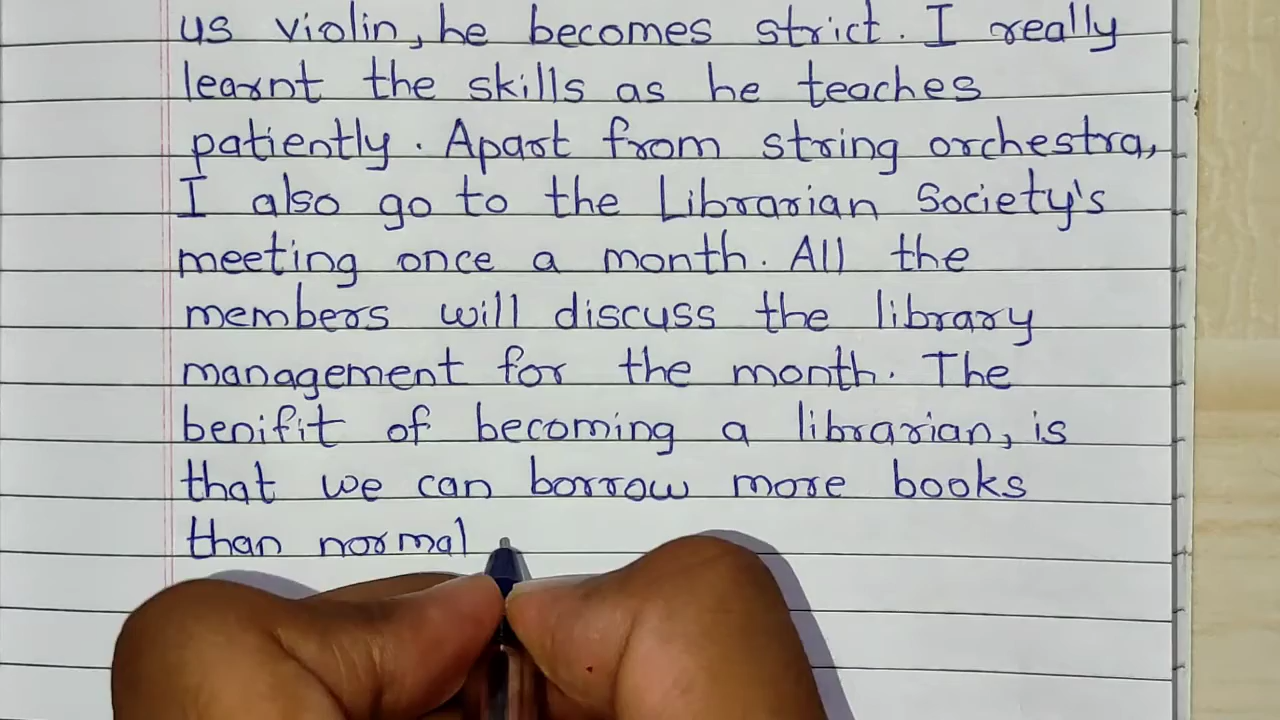 us violin, he becomes strict. I really
learnt the skills as he teaches
patiently. Apart from string orchestra,
I also go to the Librarian Society's
meeting once a month. All the
members will discuss the library
management for the month. The
benifit of becoming a librarian, is
that we can borrow more books
than normal